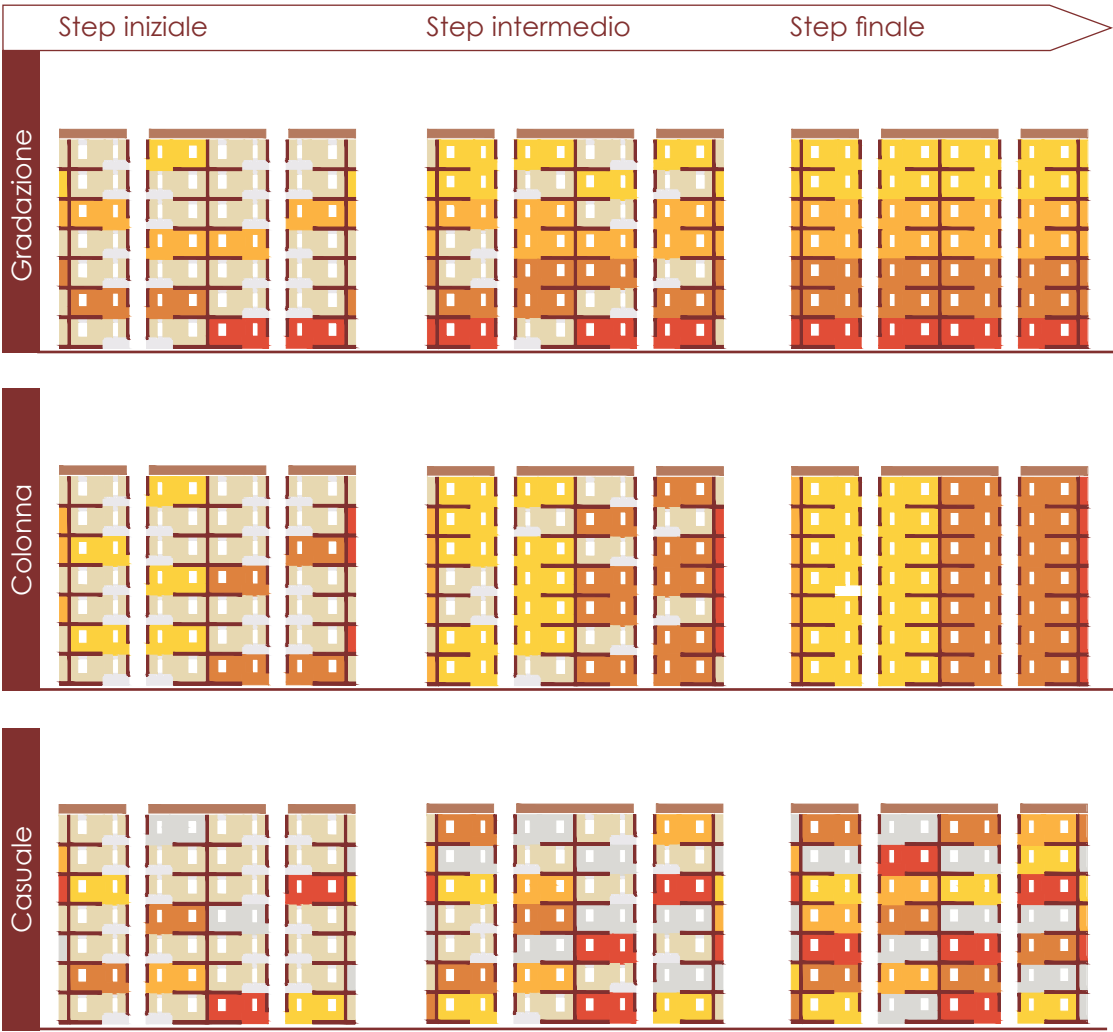 Step iniziale
Step intermedio
Step finale
Gradazione
Colonna
Casuale